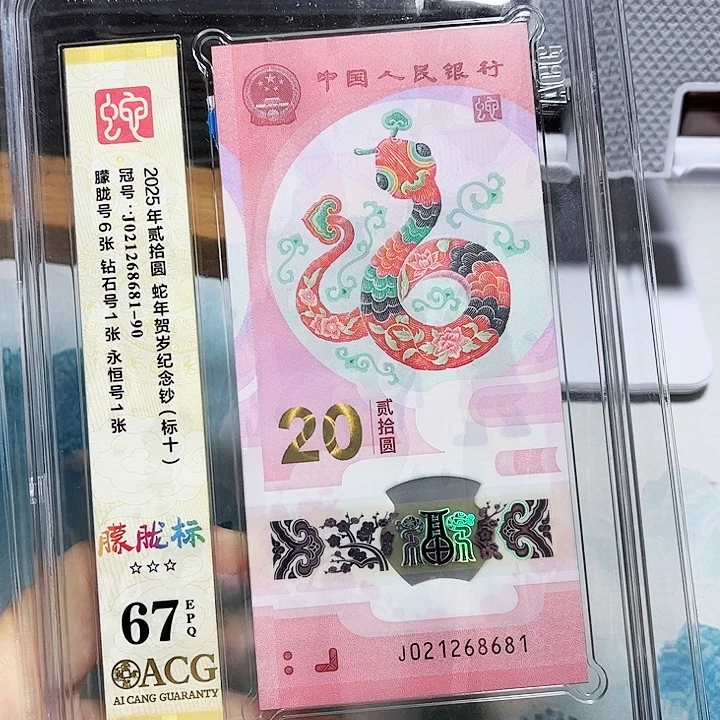 蛇
2025年贰拾圆 蛇年贺岁纪念钞(标十)
冠号:J021268681-90
朦胧号6张 钻石号1张 永恒号1张
朦胧标
☆☆☆
67 EPQ
ACG
AI CANG GUARANTY
中国人民银行
蛇
20 贰拾圆
J021268681